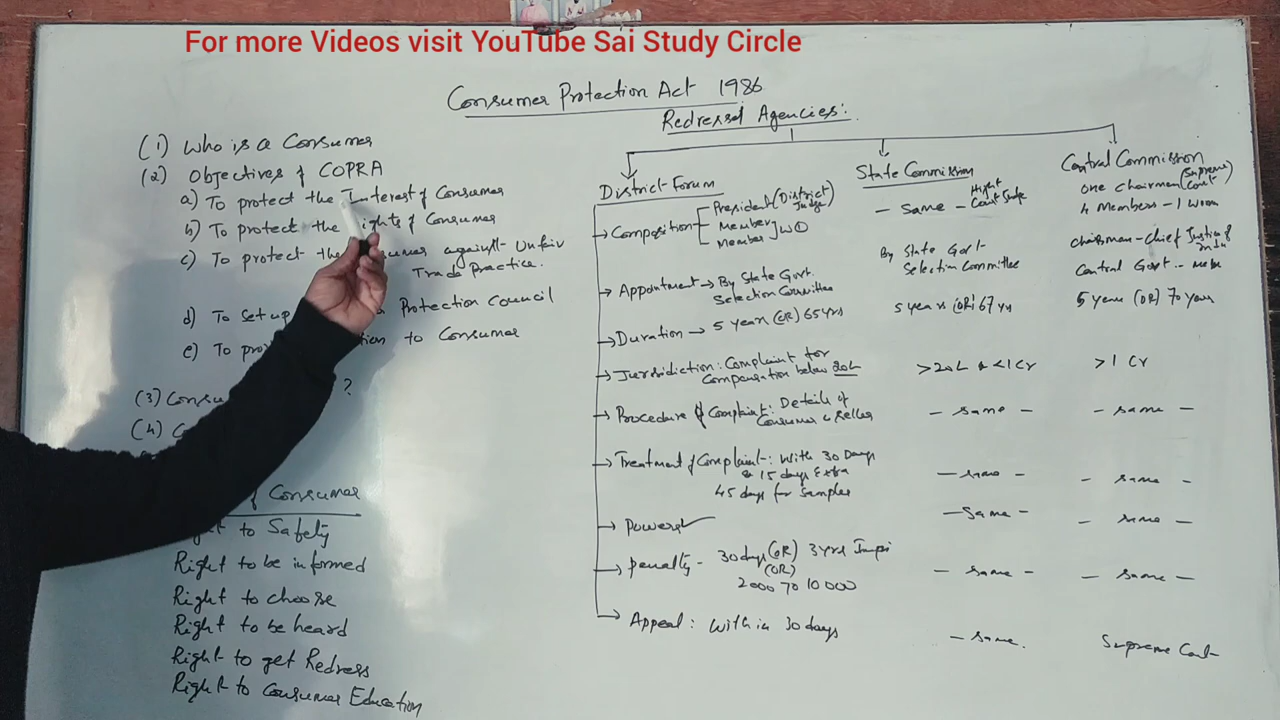 For more Videos visit YouTube Sai Study Circle
Consumer Protection Act 1986
(1) Who is a Consumer
(2) Objectives of COPRA
a) To protect the Interest of Consumer
b) To protect the Rights of Consumer
c) To protect the against Unfair
Trade Practice.
d) To set up Protection Council
e) To to Consumer
(3) ?
(4)
Consumer
to Safety
Right to be informed
Right to choose
Right to be heard
Right to get Redress
Right to Consumer Education
Redressal Agencies:
District Forum
Composition
President (District Judge)
Member
Member W
Appointment → By State Govt.
Selection Committee
Duration → 5 year (OR) 65 yrs
Jurisdiction: Complaint for
Compensation below 20L
Procedure of Complaint: Details of
Consumer & Seller
Treatment of Complaint: With 30 Days
& 15 days Extra
45 days for Samples
Powers
Penalty - 30 days (OR) 3 yrs
(OR)
2000 To 10000
Appeal: Within 30 days
State Commission
- Same - Hight Court Judge
By State Govt
Selection Committee
5 years (OR) 67 yrs
>20L & <1 Cr
- Same -
- Same -
- Same -
- Same -
- Same.
Central Commission
One Chairman (Supreme Court)
4 Members - 1 Women
Chairman - Chief Justice of
Central Govt -
5 years (OR) 70 years
>1 Cr
- Same -
- Same -
- Same -
- Same -
Supreme Court